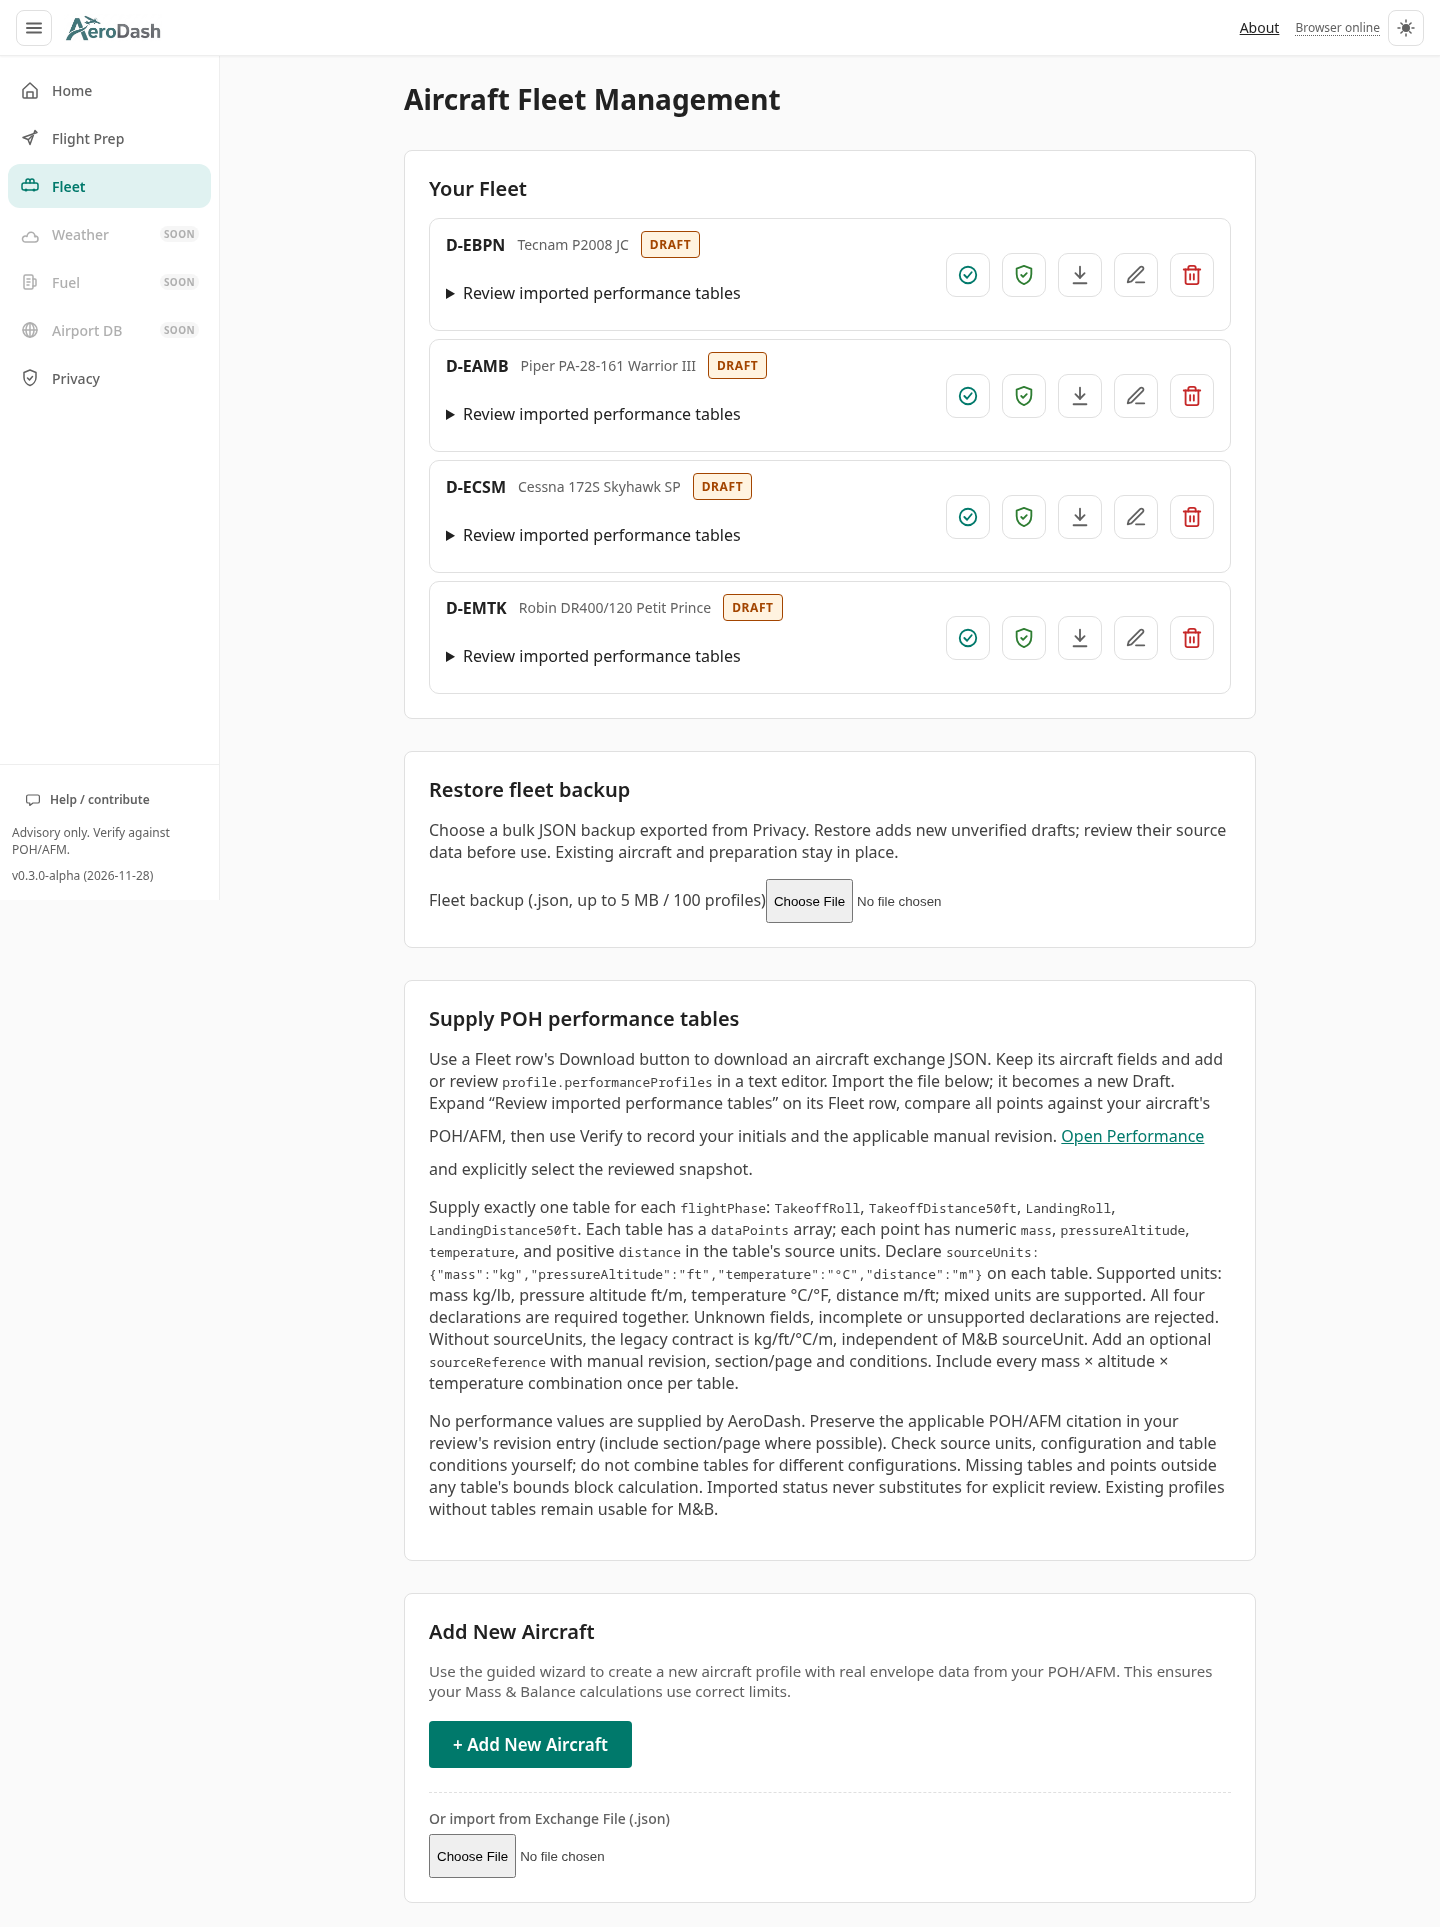 AeroDash
About
Browser online
Home
Flight Prep
Fleet
Weather SOON
Fuel SOON
Airport DB SOON
Privacy
Help / contribute
Advisory only. Verify against
POH/AFM.
v0.3.0-alpha (2026-11-28)
Aircraft Fleet Management
Your Fleet
D-EBPN Tecnam P2008 JC DRAFT
Review imported performance tables
D-EAMB Piper PA-28-161 Warrior III DRAFT
Review imported performance tables
D-ECSM Cessna 172S Skyhawk SP DRAFT
Review imported performance tables
D-EMTK Robin DR400/120 Petit Prince DRAFT
Review imported performance tables
Restore fleet backup
Choose a bulk JSON backup exported from Privacy. Restore adds new unverified drafts; review their source
data before use. Existing aircraft and preparation stay in place.
Fleet backup (.json, up to 5 MB / 100 profiles) Choose File No file chosen
Supply POH performance tables
Use a Fleet row's Download button to download an aircraft exchange JSON. Keep its aircraft fields and add
or review profile.performanceProfiles in a text editor. Import the file below; it becomes a new Draft.
Expand “Review imported performance tables” on its Fleet row, compare all points against your aircraft's
POH/AFM, then use Verify to record your initials and the applicable manual revision. Open Performance
and explicitly select the reviewed snapshot.
Supply exactly one table for each flightPhase: TakeoffRoll, TakeoffDistance50ft, LandingRoll,
LandingDistance50ft. Each table has a dataPoints array; each point has numeric mass, pressureAltitude,
temperature, and positive distance in the table's source units. Declare sourceUnits:
{"mass":"kg","pressureAltitude":"ft","temperature":"°C","distance":"m"} on each table. Supported units:
mass kg/lb, pressure altitude ft/m, temperature °C/°F, distance m/ft; mixed units are supported. All four
declarations are required together. Unknown fields, incomplete or unsupported declarations are rejected.
Without sourceUnits, the legacy contract is kg/ft/°C/m, independent of M&B sourceUnit. Add an optional
sourceReference with manual revision, section/page and conditions. Include every mass × altitude ×
temperature combination once per table.
No performance values are supplied by AeroDash. Preserve the applicable POH/AFM citation in your
review's revision entry (include section/page where possible). Check source units, configuration and table
conditions yourself; do not combine tables for different configurations. Missing tables and points outside
any table's bounds block calculation. Imported status never substitutes for explicit review. Existing profiles
without tables remain usable for M&B.
Add New Aircraft
Use the guided wizard to create a new aircraft profile with real envelope data from your POH/AFM. This ensures
your Mass & Balance calculations use correct limits.
+ Add New Aircraft
Or import from Exchange File (.json)
Choose File No file chosen